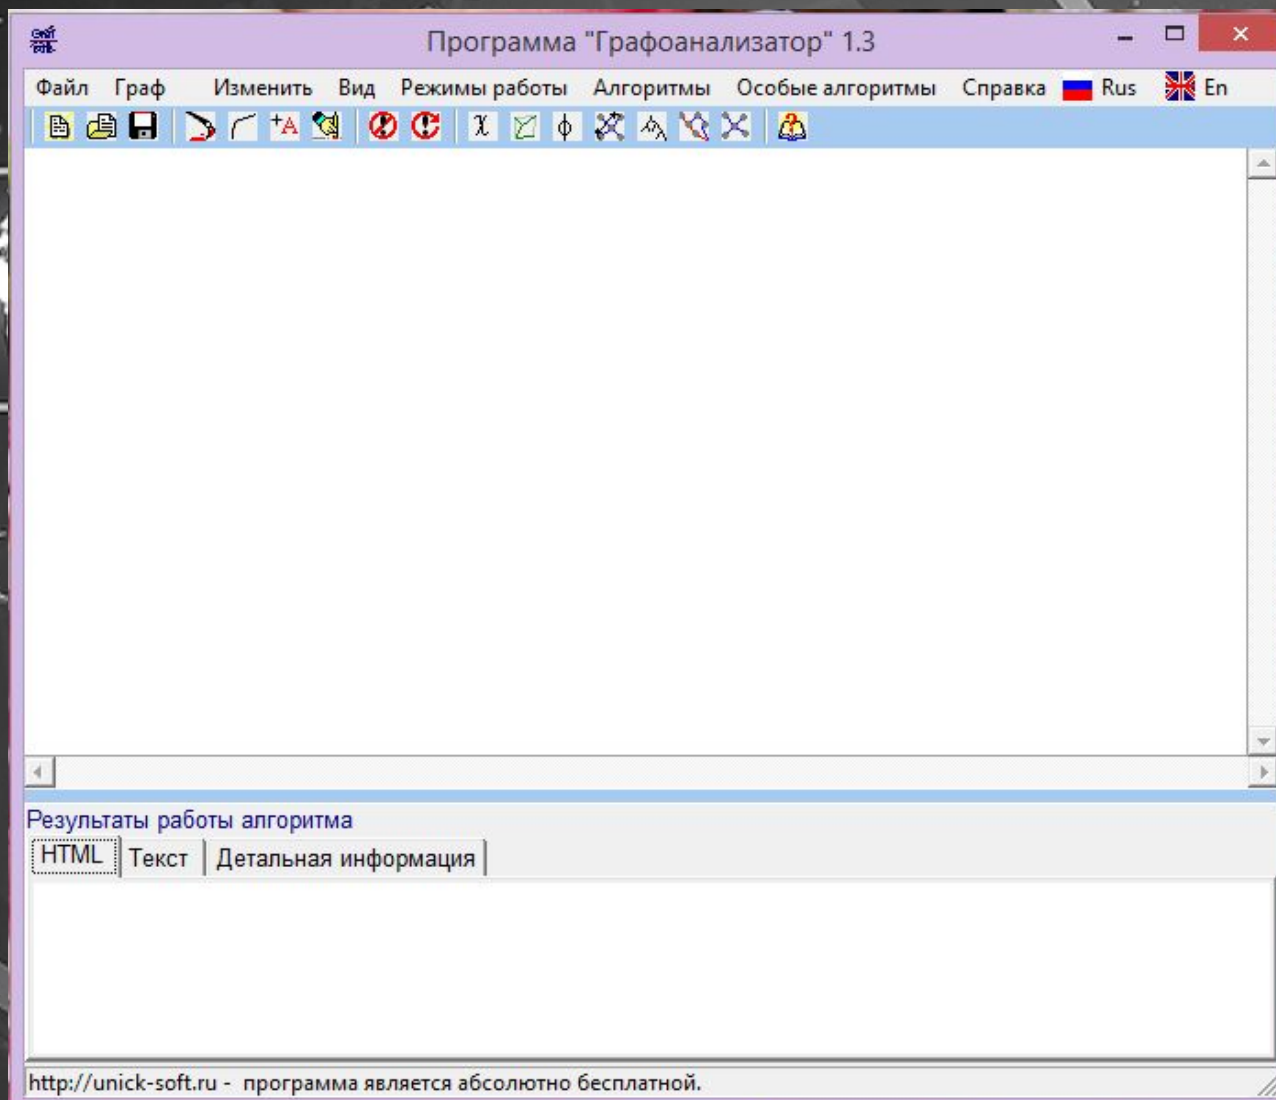 Программа "Графоанализатор" 1.3
Файл Граф Изменить Вид Режимы работы Алгоритмы Особые алгоритмы Справка Rus En
+A
Результаты работы алгоритма
HTML Текст Детальная информация
http://unick-soft.ru - программа является абсолютно бесплатной.